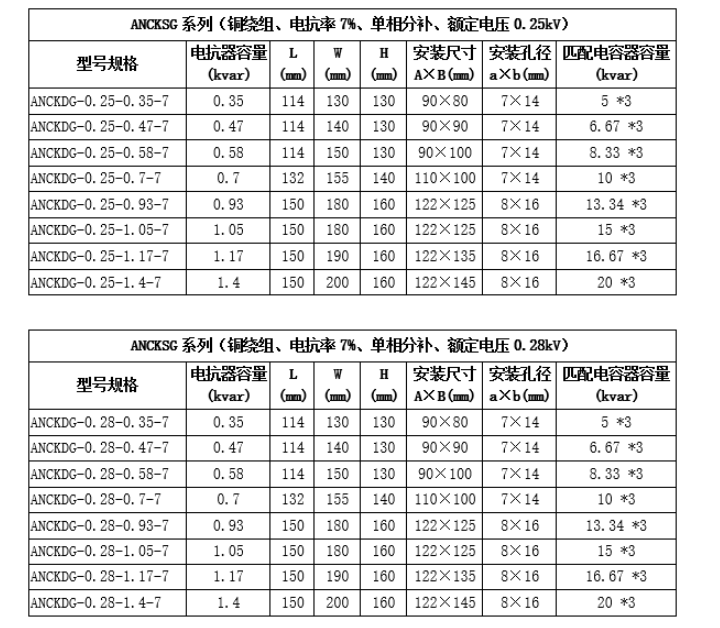 ANCKSG 系列（铜绕组、电抗率 7%、单相分补、额定电压 0.25kV）
型号规格 电抗器容量 (kvar) L (mm) W (mm) H (mm) 安装尺寸 A×B(mm) 安装孔径 a×b(mm) 匹配电容器容量 (kvar)
ANCKDG-0.25-0.35-7 0.35 114 130 130 90×80 7×14 5 *3
ANCKDG-0.25-0.47-7 0.47 114 140 130 90×90 7×14 6.67 *3
ANCKDG-0.25-0.58-7 0.58 114 150 130 90×100 7×14 8.33 *3
ANCKDG-0.25-0.7-7 0.7 132 155 140 110×100 7×14 10 *3
ANCKDG-0.25-0.93-7 0.93 150 180 160 122×125 8×16 13.34 *3
ANCKDG-0.25-1.05-7 1.05 150 180 160 122×125 8×16 15 *3
ANCKDG-0.25-1.17-7 1.17 150 190 160 122×135 8×16 16.67 *3
ANCKDG-0.25-1.4-7 1.4 150 200 160 122×145 8×16 20 *3
ANCKSG 系列（铜绕组、电抗率 7%、单相分补、额定电压 0.28kV）
型号规格 电抗器容量 (kvar) L (mm) W (mm) H (mm) 安装尺寸 A×B(mm) 安装孔径 a×b(mm) 匹配电容器容量 (kvar)
ANCKDG-0.28-0.35-7 0.35 114 130 130 90×80 7×14 5 *3
ANCKDG-0.28-0.47-7 0.47 114 140 130 90×90 7×14 6.67 *3
ANCKDG-0.28-0.58-7 0.58 114 150 130 90×100 7×14 8.33 *3
ANCKDG-0.28-0.7-7 0.7 132 155 140 110×100 7×14 10 *3
ANCKDG-0.28-0.93-7 0.93 150 180 160 122×125 8×16 13.34 *3
ANCKDG-0.28-1.05-7 1.05 150 180 160 122×125 8×16 15 *3
ANCKDG-0.28-1.17-7 1.17 150 190 160 122×135 8×16 16.67 *3
ANCKDG-0.28-1.4-7 1.4 150 200 160 122×145 8×16 20 *3